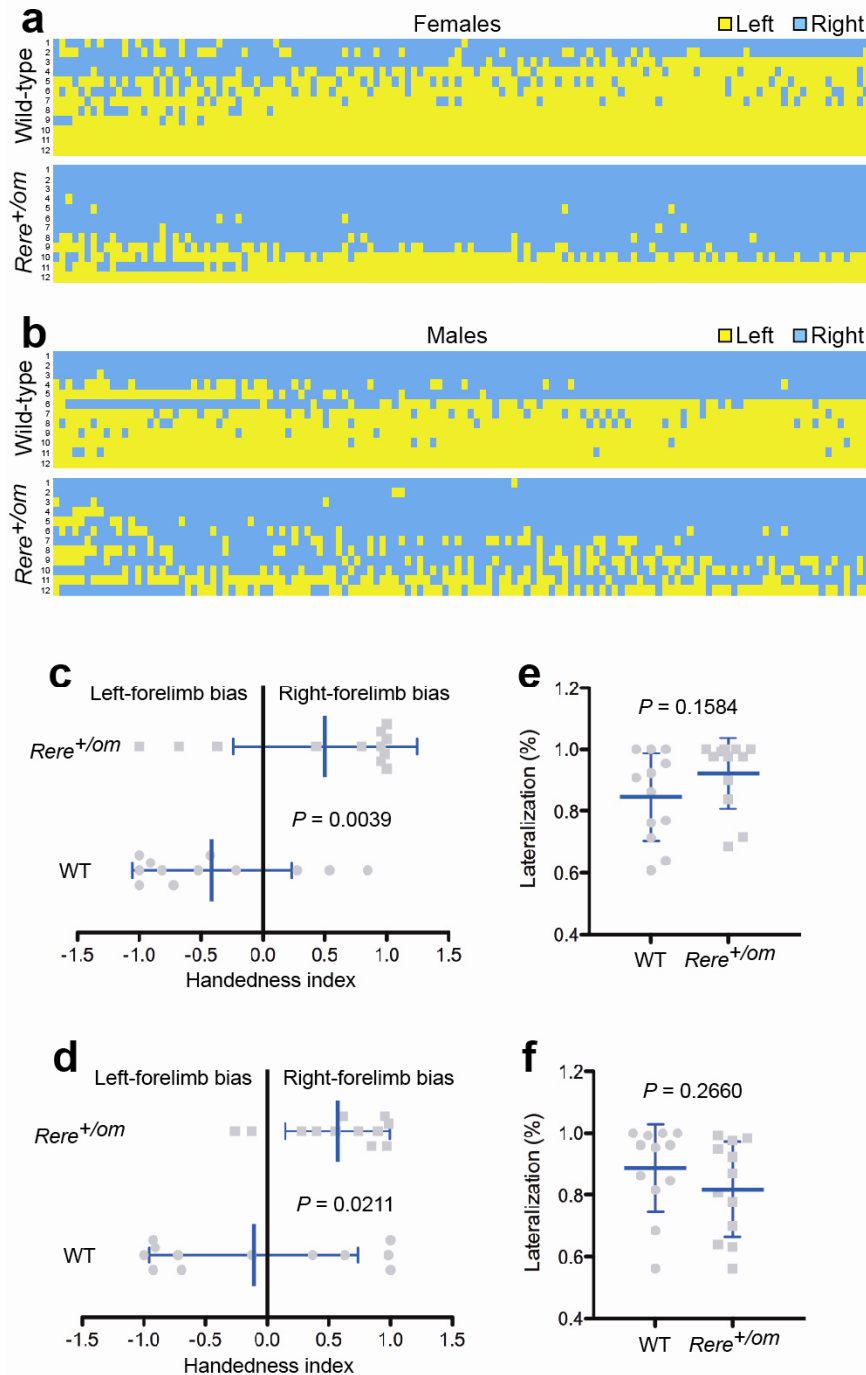 a
Females
Left
Right
Wild-type
1
2
3
4
5
6
7
8
9
10
11
12
Rere+/om
1
2
3
4
5
6
7
8
9
10
11
12
b
Males
Left
Right
Wild-type
1
2
3
4
5
6
7
8
9
10
11
12
Rere+/om
1
2
3
4
5
6
7
8
9
10
11
12
c
Left-forelimb bias
Right-forelimb bias
Rere+/om
P = 0.0039
WT
-1.5 -1.0 -0.5 0.0 0.5 1.0 1.5
Handedness index
e
1.2
P = 0.1584
1.0
0.8
0.6
0.4
Lateralization (%)
WT Rere+/om
d
Left-forelimb bias
Right-forelimb bias
Rere+/om
P = 0.0211
WT
-1.5 -1.0 -0.5 0.0 0.5 1.0 1.5
Handedness index
f
1.2
P = 0.2660
1.0
0.8
0.6
0.4
Lateralization (%)
WT Rere+/om